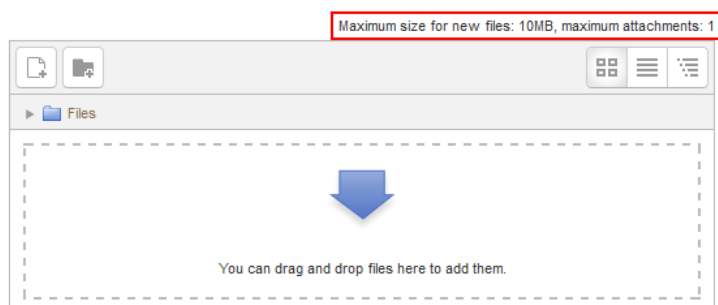 Maximum size for new files: 10MB, maximum attachments: 1
Files
You can drag and drop files here to add them.